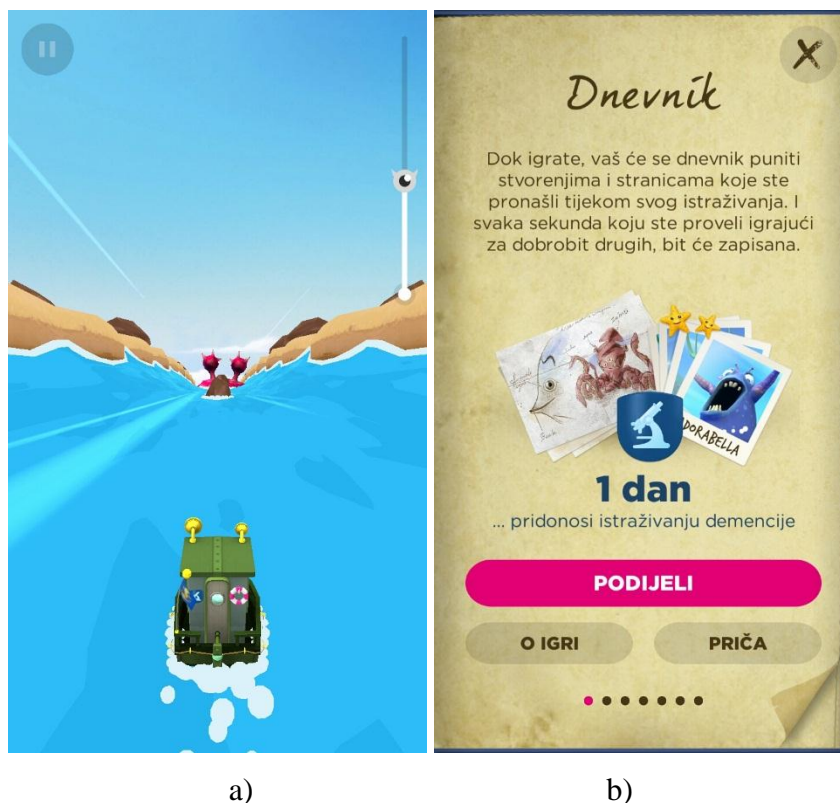 Dnevnik
Dok igrate, vaš će se dnevnik puniti
stvorenjima i stranicama koje ste
pronašli tijekom svog istraživanja. I
svaka sekunda koju ste proveli igrajući
za dobrobit drugih, bit će zapisana.
1 dan
... pridonosi istraživanju demencije
PODIJELI
O IGRI PRIČA
a) b)